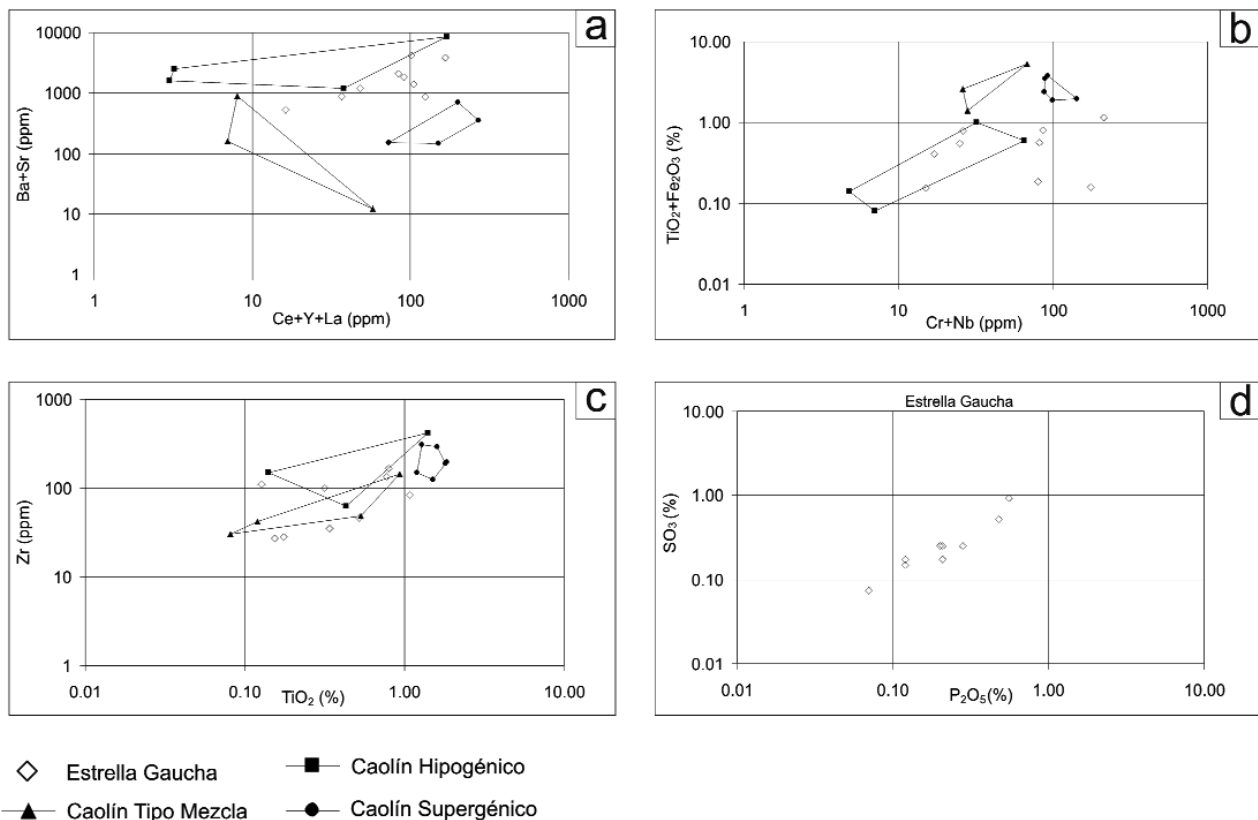 a
10000
1000
100
10
1
Ba+Sr (ppm)
1 10 100 1000
Ce+Y+La (ppm)
b
10.00
1.00
0.10
0.01
TiO₂+Fe₂O₃ (%)
1 10 100 1000
Cr+Nb (ppm)
c
1000
100
10
1
Zr (ppm)
0.01 0.10 1.00 10.00
TiO₂ (%)
d
Estrella Gaucha
10.00
1.00
0.10
0.01
SO₃ (%)
0.01 0.10 1.00 10.00
P₂O₅(%)
Estrella Gaucha
Caolín Hipogénico
Caolín Tipo Mezcla
Caolín Supergénico